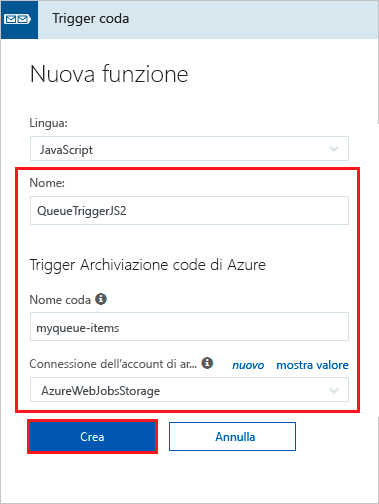 Trigger coda
Nuova funzione
Lingua:
JavaScript
Nome:
QueueTriggerJS2
Trigger Archiviazione code di Azure
Nome coda
myqueue-items
Connessione dell'account di ar... nuovo mostra valore
AzureWebJobsStorage
Crea Annulla